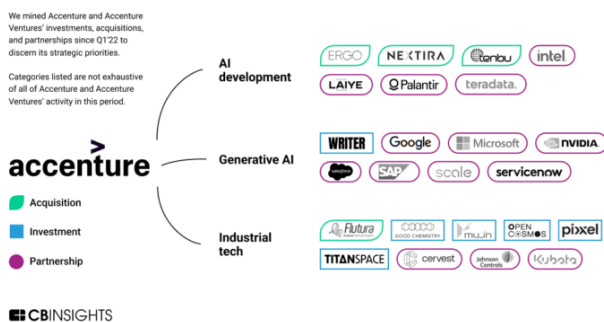 We mined Accenture and Accenture
Ventures' investments, acquisitions,
and partnerships since Q1'22 to
discern its strategic priorities.
Categories listed are not exhaustive
of all of Accenture and Accenture
Ventures' activity in this period.
accenture
Acquisition
Investment
Partnership
CBINSIGHTS
AI
development
ERGO
NEXTIRA
tenbu
intel.
LAIYE
Palantir
teradata.
Generative AI
WRITER
Google
Microsoft
NVIDIA.
salesforce
SAP
scale
servicenow
Industrial
tech
Flutura
GOOD CHEMISTRY
mujin
OPEN
COSMOS
pixxel
TITANSPACE
cervest
Johnson
Controls
Kubota